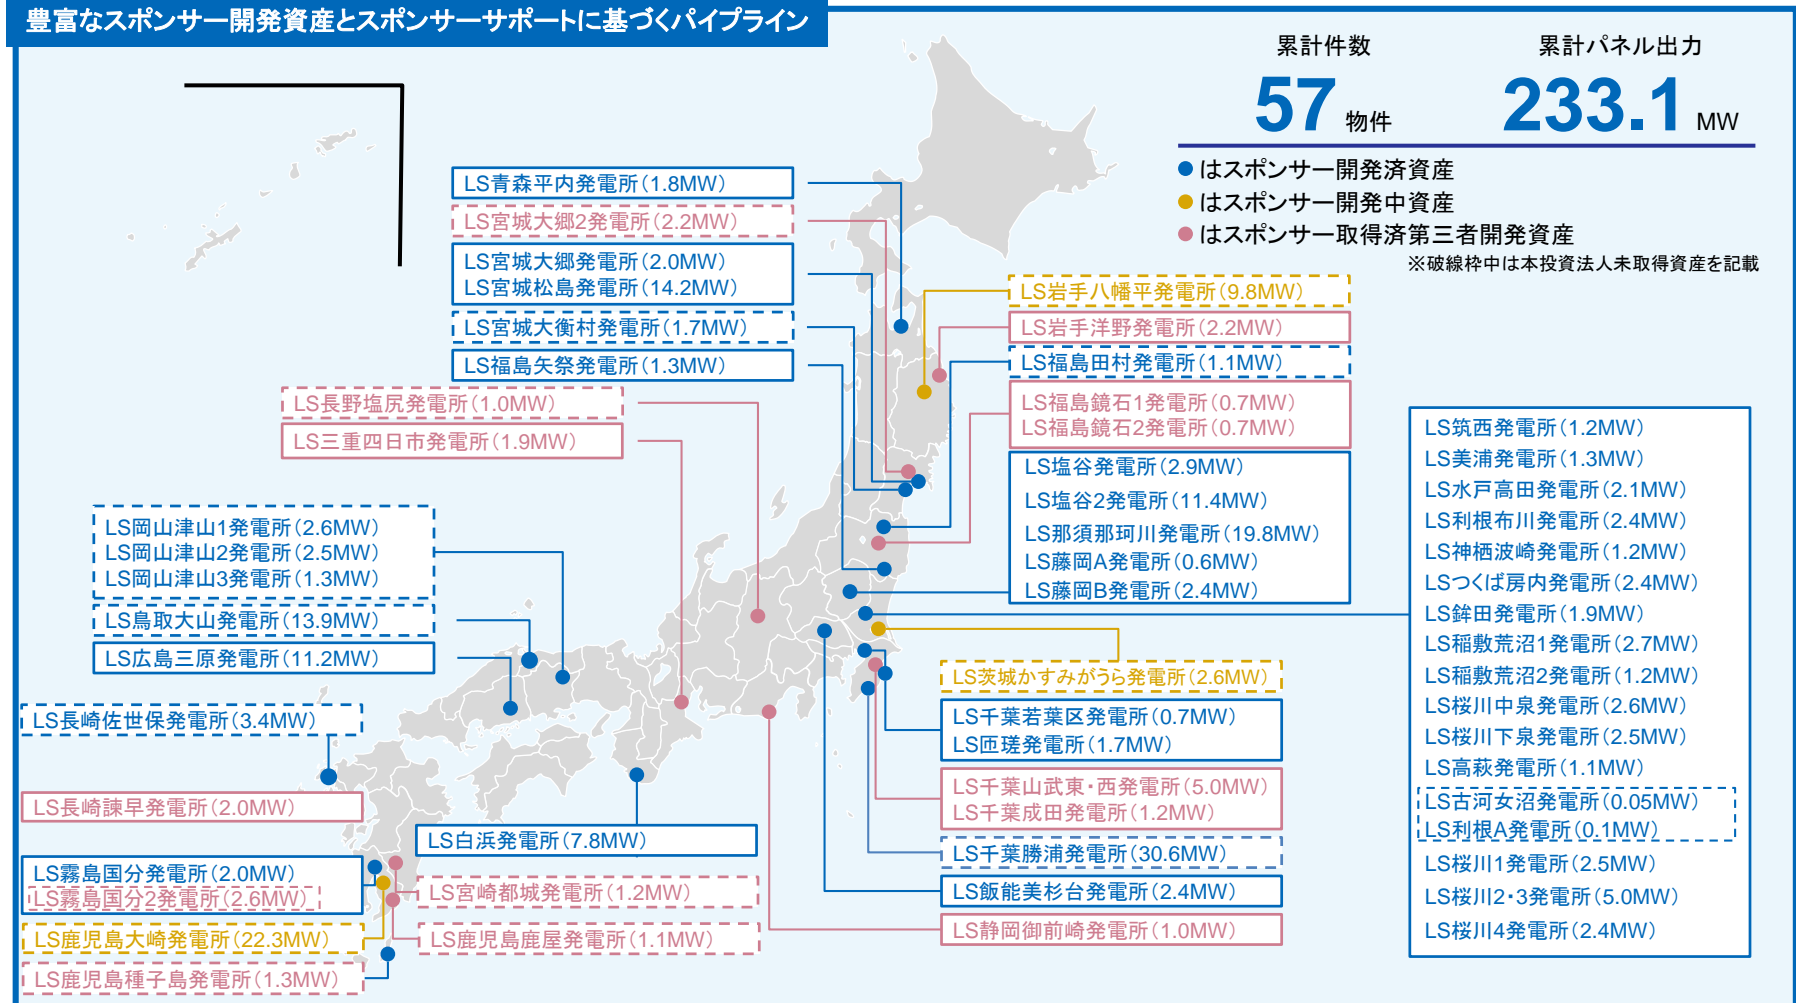 豊富なスポンサー開発資産とスポンサーサポートに基づくパイプライン
累計件数
57 物件
累計パネル出力
233.1 MW
●はスポンサー開発済資産
●はスポンサー開発中資産
●はスポンサー取得済第三者開発資産
※破線枠中は本投資法人未取得資産を記載
LS青森平内発電所(1.8MW)
LS宮城大郷2発電所(2.2MW)
LS宮城大郷発電所(2.0MW)
LS宮城松島発電所(14.2MW)
LS宮城大衡村発電所(1.7MW)
LS福島矢祭発電所(1.3MW)
LS長野塩尻発電所(1.0MW)
LS三重四日市発電所(1.9MW)
LS岡山津山1発電所(2.6MW)
LS岡山津山2発電所(2.5MW)
LS岡山津山3発電所(1.3MW)
LS鳥取大山発電所(13.9MW)
LS広島三原発電所(11.2MW)
LS長崎佐世保発電所(3.4MW)
LS長崎諫早発電所(2.0MW)
LS霧島国分発電所(2.0MW)
LS霧島国分2発電所(2.6MW)
LS鹿児島大崎発電所(22.3MW)
LS鹿児島種子島発電所(1.3MW)
LS白浜発電所(7.8MW)
LS宮崎都城発電所(1.2MW)
LS鹿児島鹿屋発電所(1.1MW)
LS岩手八幡平発電所(9.8MW)
LS岩手洋野発電所(2.2MW)
LS福島田村発電所(1.1MW)
LS福島鏡石1発電所(0.7MW)
LS福島鏡石2発電所(0.7MW)
LS塩谷発電所(2.9MW)
LS塩谷2発電所(11.4MW)
LS那須那珂川発電所(19.8MW)
LS藤岡A発電所(0.6MW)
LS藤岡B発電所(2.4MW)
LS茨城かすみがうら発電所(2.6MW)
LS千葉若葉区発電所(0.7MW)
LS匝瑳発電所(1.7MW)
LS千葉山武東・西発電所(5.0MW)
LS千葉成田発電所(1.2MW)
LS千葉勝浦発電所(30.6MW)
LS飯能美杉台発電所(2.4MW)
LS静岡御前崎発電所(1.0MW)
LS筑西発電所(1.2MW)
LS美浦発電所(1.3MW)
LS水戸高田発電所(2.1MW)
LS利根布川発電所(2.4MW)
LS神栖波崎発電所(1.2MW)
LSつくば房内発電所(2.4MW)
LS鉾田発電所(1.9MW)
LS稲敷荒沼1発電所(2.7MW)
LS稲敷荒沼2発電所(1.2MW)
LS桜川中泉発電所(2.6MW)
LS桜川下泉発電所(2.5MW)
LS高萩発電所(1.1MW)
LS古河女沼発電所(0.05MW)
LS利根A発電所(0.1MW)
LS桜川1発電所(2.5MW)
LS桜川2・3発電所(5.0MW)
LS桜川4発電所(2.4MW)